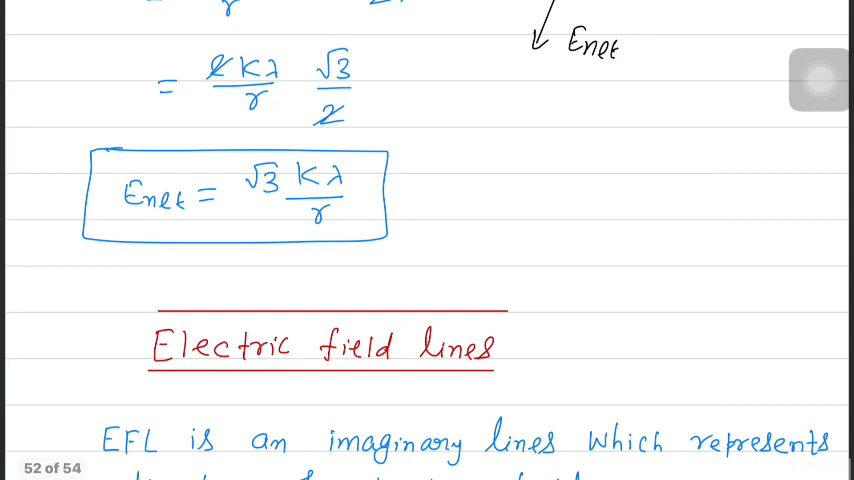 Enet
= 2Kλ/r √3/2
Enet = √3 Kλ/r
Electric field lines
EFL is an imaginary lines which represents
52 of 54